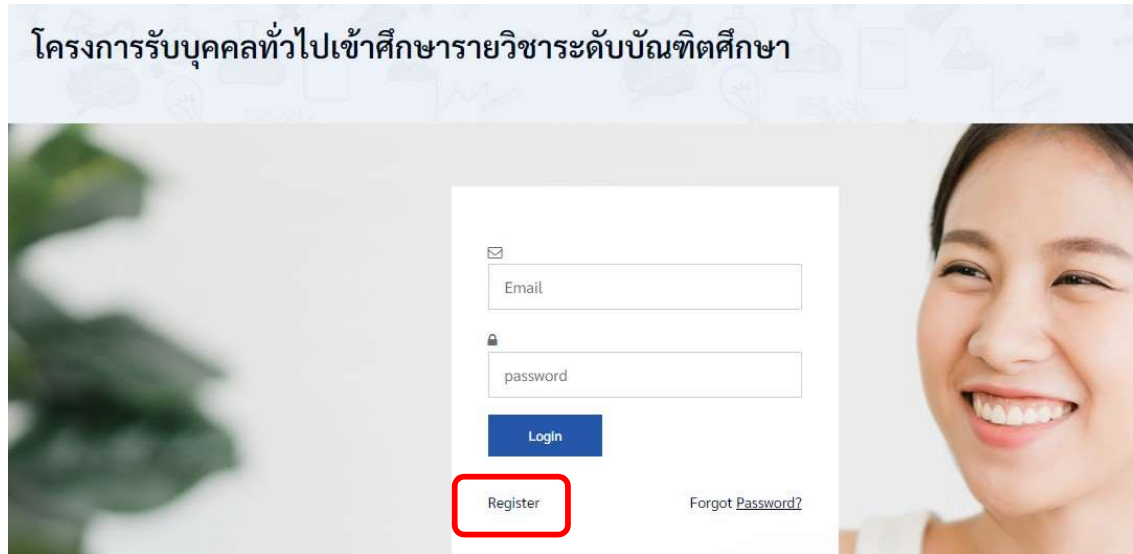 โครงการรับบุคคลทั่วไปเข้าศึกษารายวิชาระดับบัณฑิตศึกษา
Email
password
Login
Register Forgot Password?